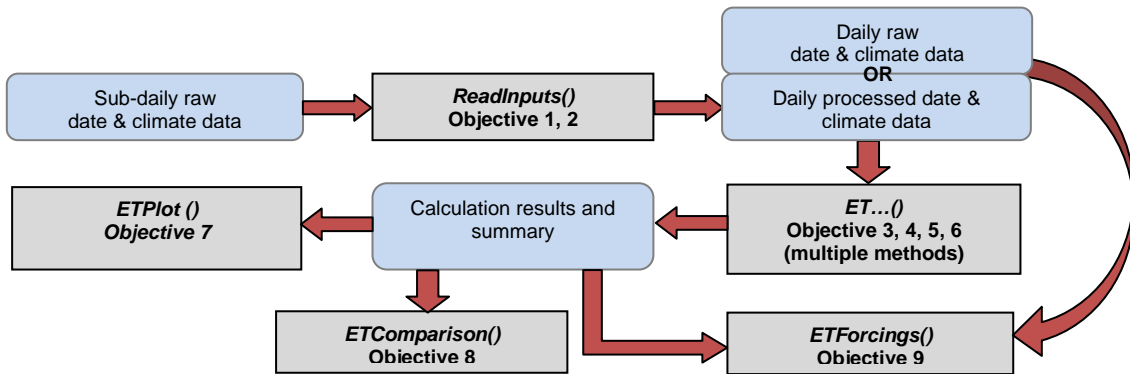 Sub-daily raw
date & climate data
ReadInputs()
Objective 1, 2
Daily raw
date & climate data
OR
Daily processed date &
climate data
ETPlot ()
Objective 7
Calculation results and
summary
ET…()
Objective 3, 4, 5, 6
(multiple methods)
ETComparison()
Objective 8
ETForcings()
Objective 9